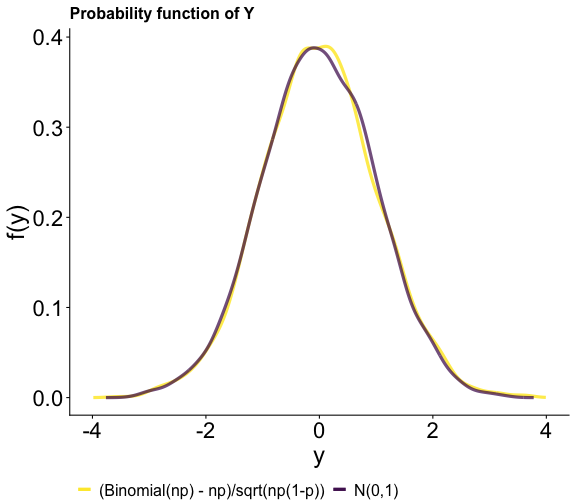 Probability function of Y
0.4
0.3
0.2
0.1
0.0
f(y)
-4 -2 0 2 4
y
(Binomial(np) - np)/sqrt(np(1-p)) N(0,1)